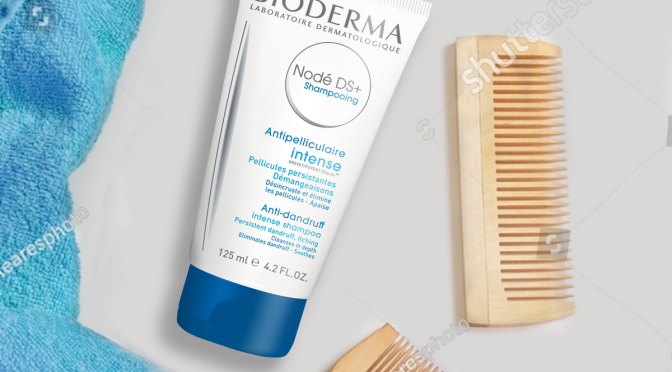 BIODERMA
LABORATOIRE DERMATOLOGIQUE
Nodé DS+
Shampooing
Antipelliculaire
intense
Pellicules persistantes
Démangeaisons
Désincruste et élimine
les pellicules - Apaise
Anti-dandruff
intense shampoo
Persistent dandruff, itching
Cleanses in depth
Eliminates dandruff - Soothes
125 ml e 4.2 FL.OZ.